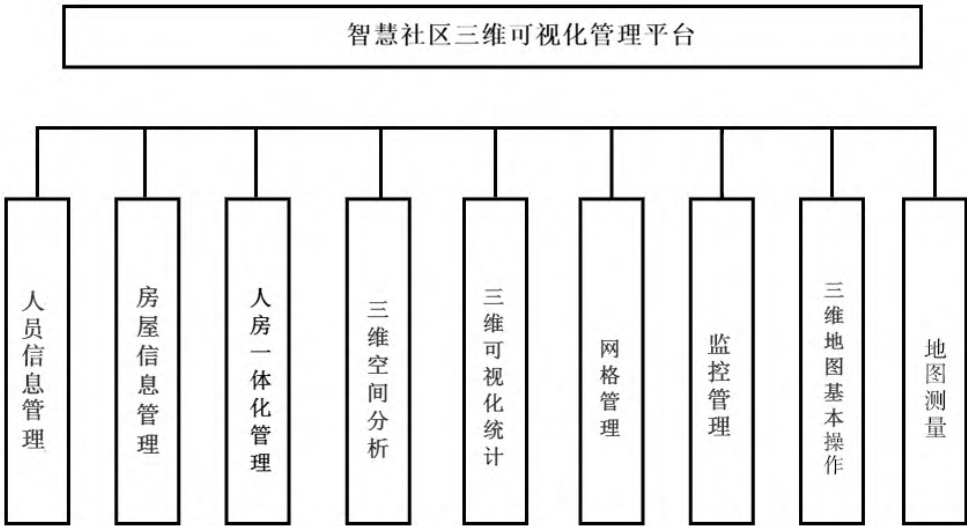 智慧社区三维可视化管理平台
人员信息管理
房屋信息管理
人房一体化管理
三维空间分析
三维可视化统计
网格管理
监控管理
三维地图基本操作
地图测量